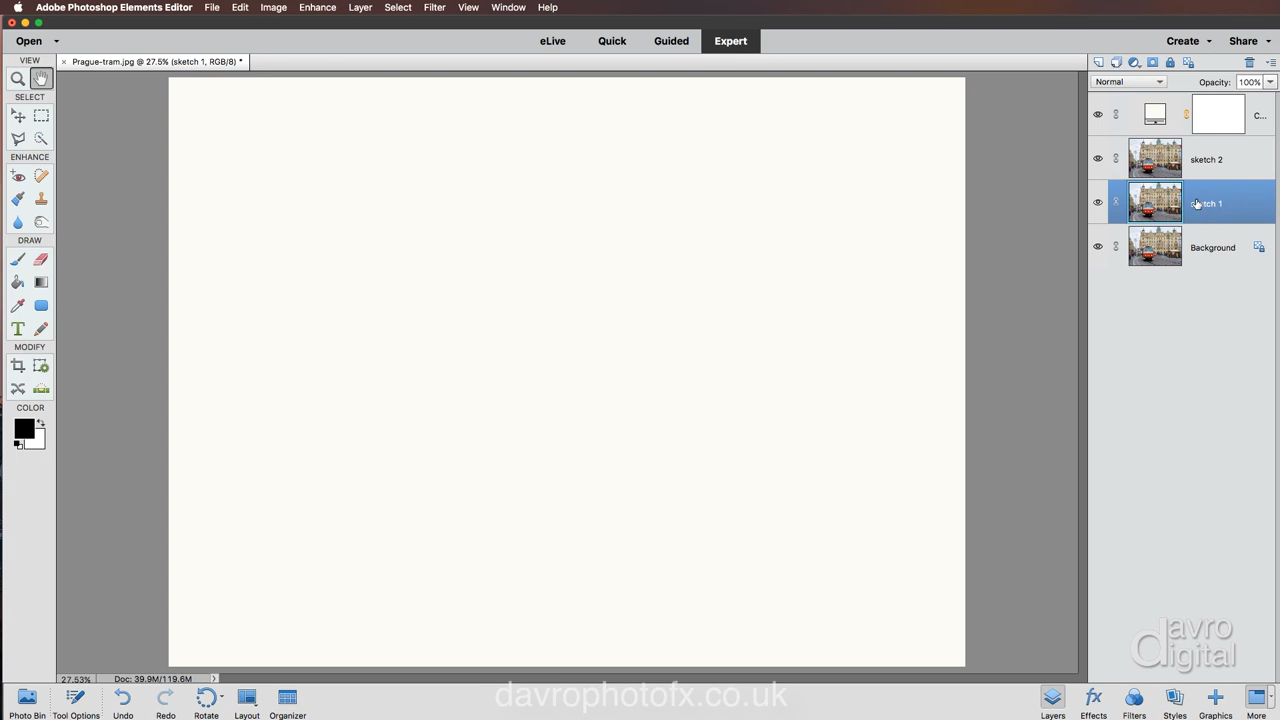 Adobe Photoshop Elements Editor File Edit Image Enhance Layer Select Filter View Window Help
Open eLive Quick Guided Expert Create Share
VIEW
× Prague-tram.jpg @ 27.5% (sketch 1, RGB/8) *
Normal Opacity: 100%
SELECT
C...
ENHANCE
sketch 2
sketch 1
DRAW
Background
T
MODIFY
COLOR
27.53% Doc: 39.9M/119.6M
davro
digital
davrophotofx.co.uk
Photo Bin Tool Options Undo Redo Rotate Layout Organizer Layers Effects Filters Styles Graphics More